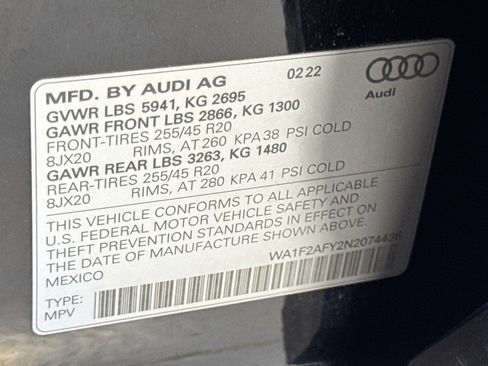 MFD. BY AUDI AG 02 22
GVWR LBS 5941, KG 2695
GAWR FRONT LBS 2866, KG 1300
FRONT-TIRES 255/45 R20
8JX20 RIMS, AT 260 KPA 38 PSI COLD
GAWR REAR LBS 3263, KG 1480
REAR-TIRES 255/45 R20
8JX20 RIMS, AT 280 KPA 41 PSI COLD
Audi
THIS VEHICLE CONFORMS TO ALL APPLICABLE
U.S. FEDERAL MOTOR VEHICLE SAFETY AND
THEFT PREVENTION STANDARDS IN EFFECT ON
THE DATE OF MANUFACTURE SHOWN ABOVE.
MEXICO
WA1F2AFY2N2074436
TYPE:
MPV